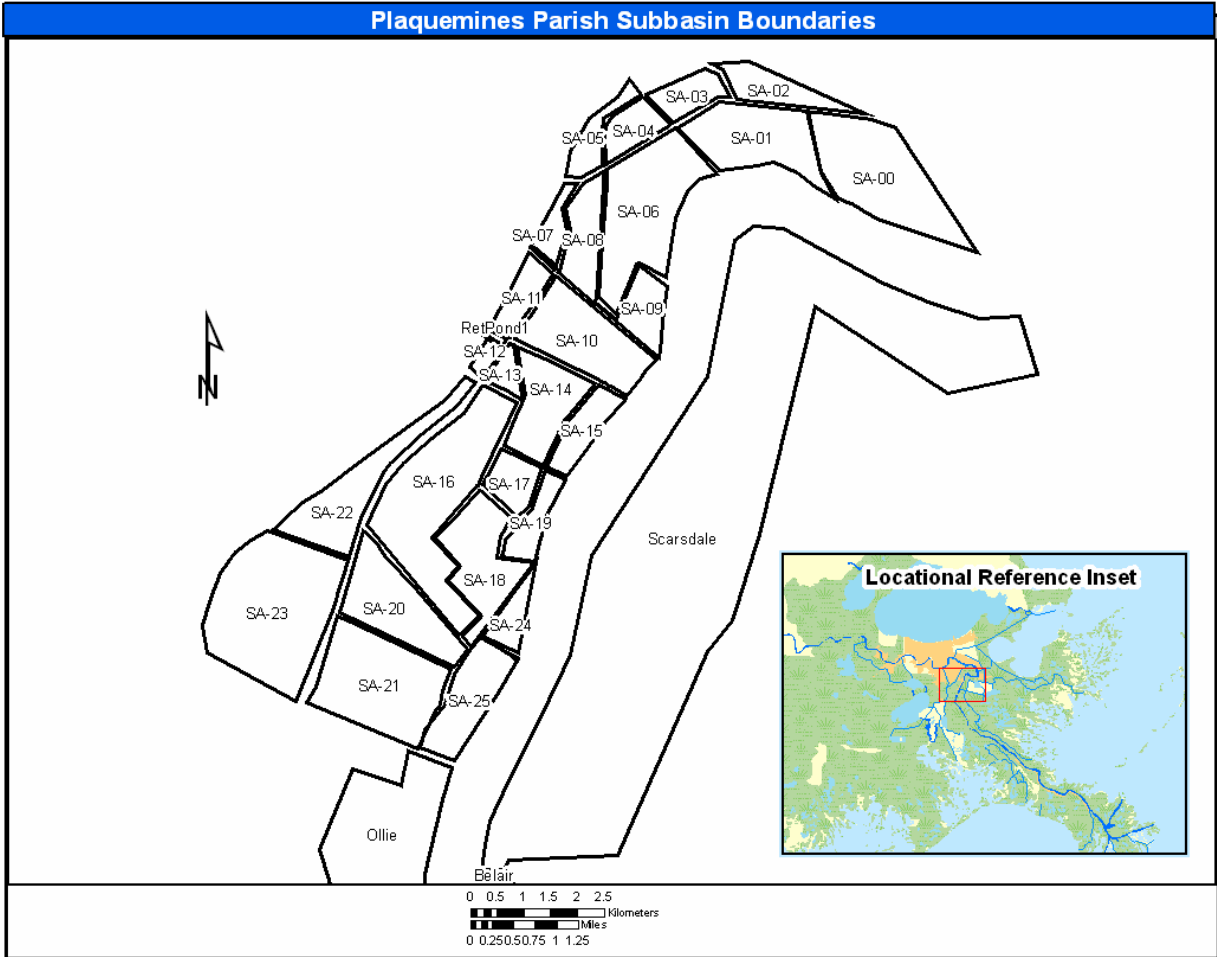 Plaquemines Parish Subbasin Boundaries
SA-02
SA-03
SA-04
SA-05
SA-01
SA-00
SA-06
SA-07
SA-08
SA-11
SA-09
RetPond1
SA-10
SA-12
SA-13
SA-14
SA-15
SA-16
SA-17
SA-22
SA-19
Scarsdale
SA-18
Locational Reference Inset
SA-20
SA-23
SA-24
SA-21
SA-25
Ollie
Belair
N
0 0.5 1 1.5 2 2.5
Kilometers
Miles
0 0.250.50.75 1 1.25